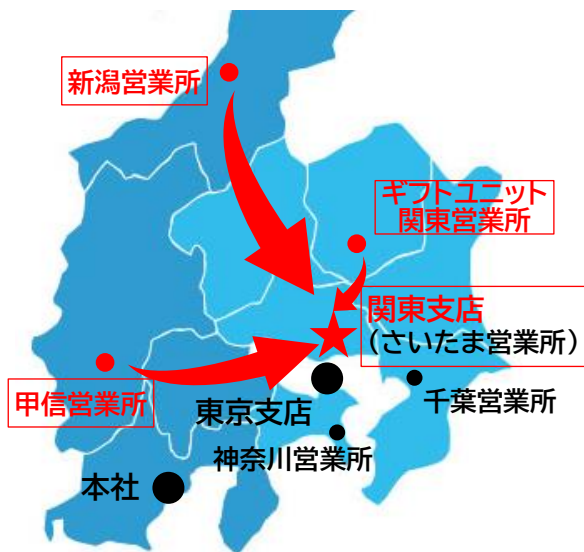 新潟営業所
ギフトユニット
関東営業所
関東支店
(さいたま営業所)
甲信営業所
東京支店
千葉営業所
神奈川営業所
本社